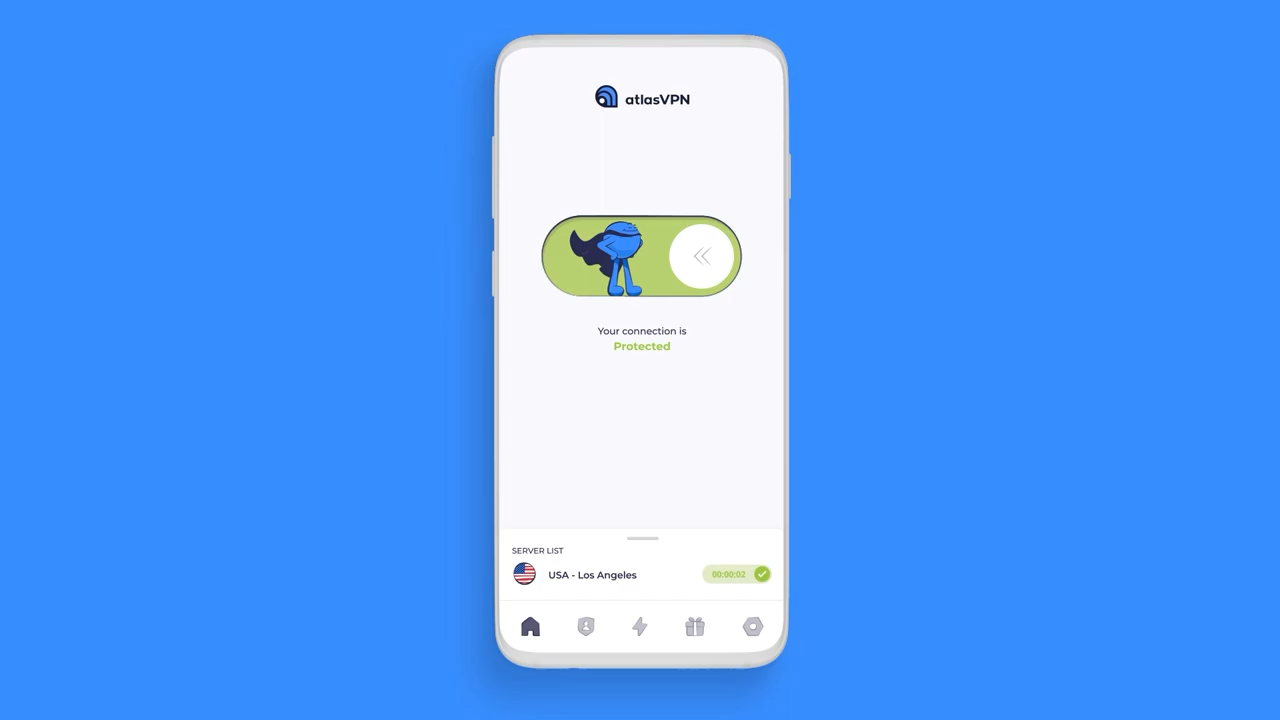 atlasVPN
Your connection is
Protected
SERVER LIST
USA - Los Angeles
00:00:02